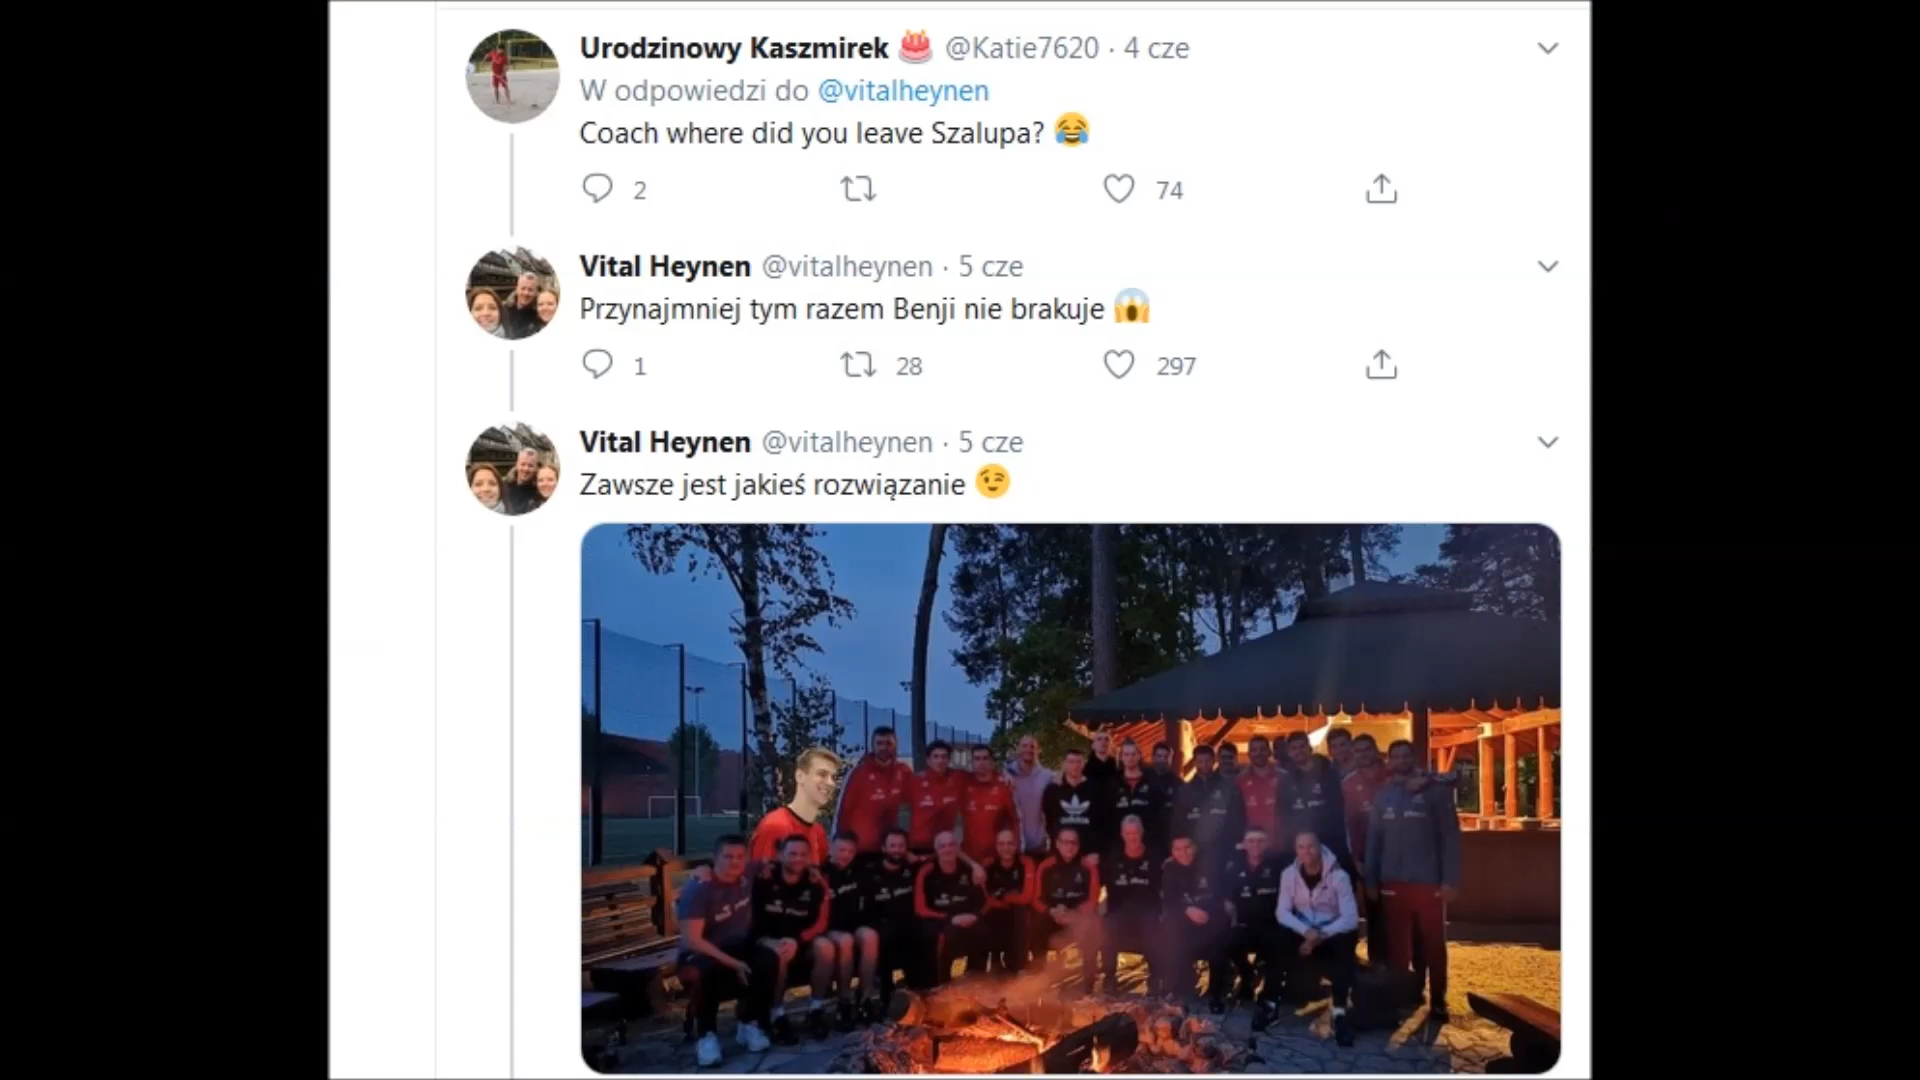 Urodzinowy Kaszmirek 🎂 @Katie7620 · 4 cze
W odpowiedzi do @vitalheynen
Coach where did you leave Szalupa? 😂
2 74
Vital Heynen @vitalheynen · 5 cze
Przynajmniej tym razem Benji nie brakuje 😱
1 28 297
Vital Heynen @vitalheynen · 5 cze
Zawsze jest jakieś rozwiązanie 😉